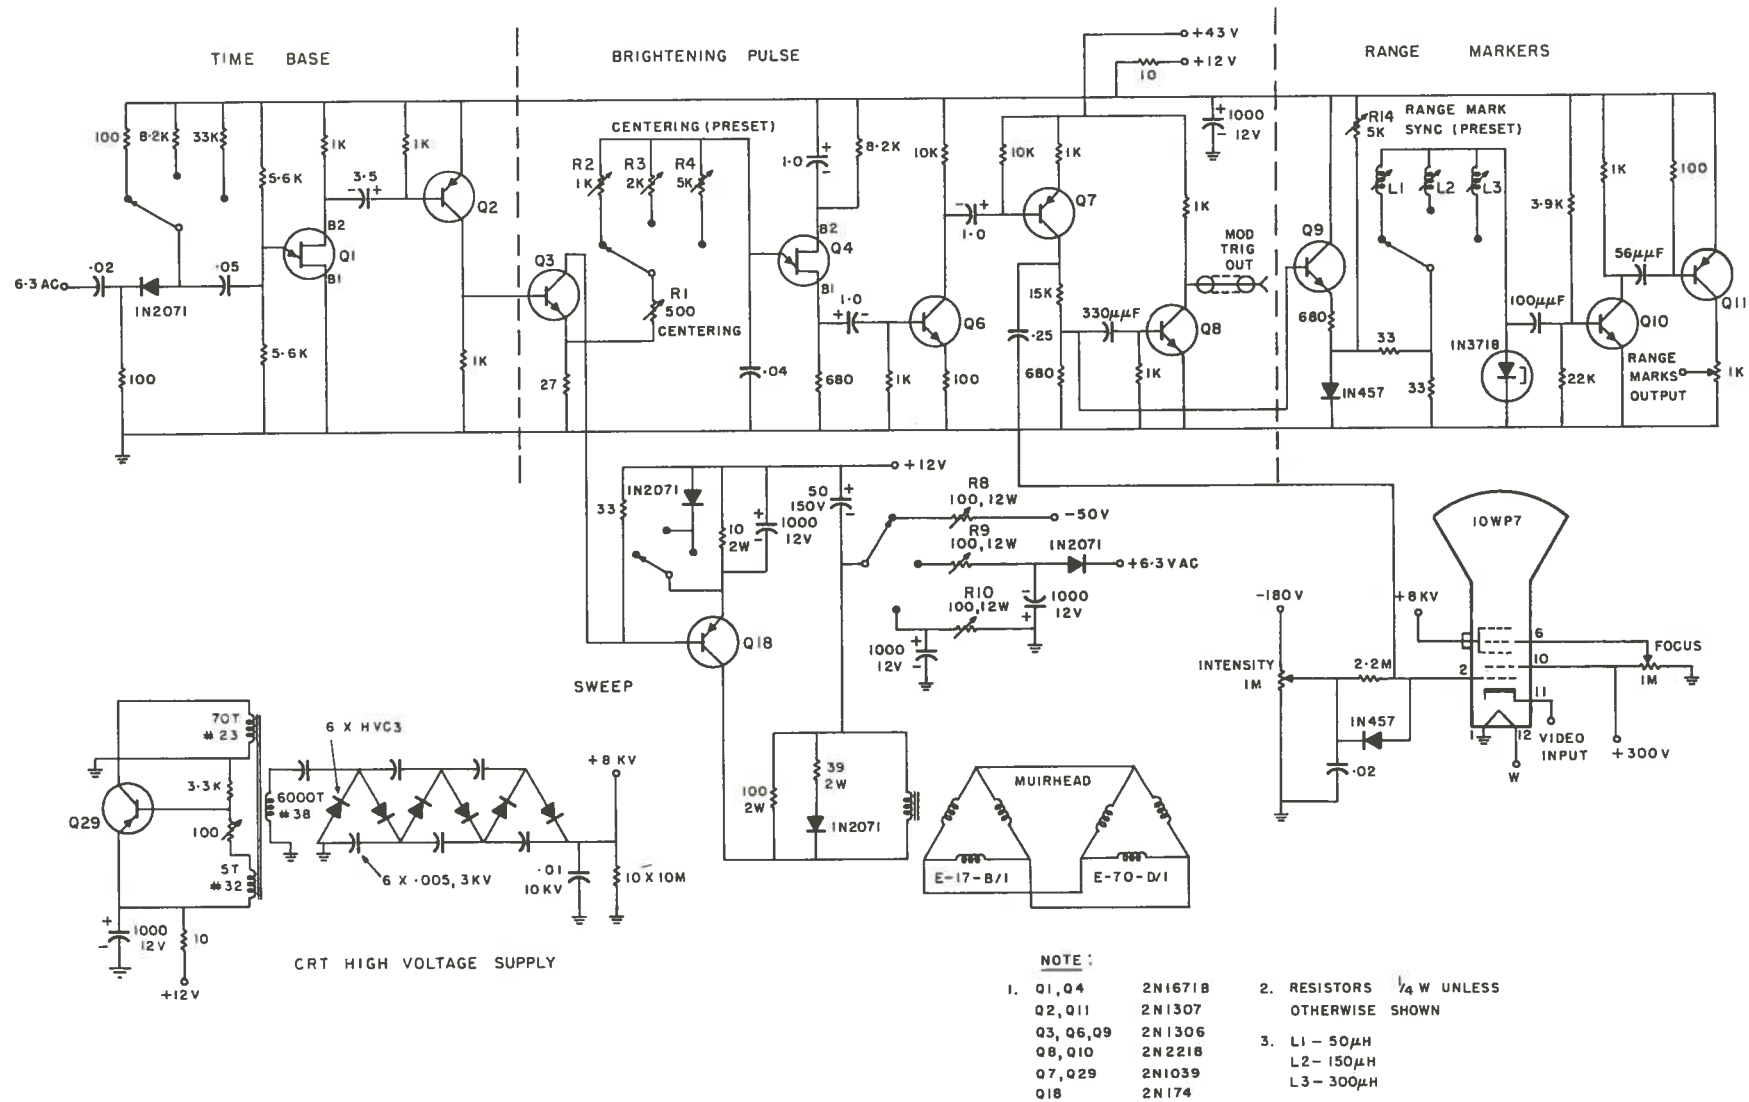 TIME BASE
BRIGHTENING PULSE
RANGE MARKERS
+43V
+12V
10
100
8·2K
33K
5·6K
1K
1K
3·5
- +
Q2
B2
Q1
B1
6·3 AC
·02
1N2071
·05
100
5·6K
1K
CENTERING (PRESET)
R2
1K
R3
2K
R4
5K
Q3
R1
500
CENTERING
27
·04
1·0
+
-
8·2K
B2
Q4
B1
1·0
+ -
680
1K
10K
Q6
100
- +
1·0
10K
1K
Q7
15K
·25
680
330µµF
1K
1K
Q8
MOD
TRIG
OUT
+
-
1000
12V
Q9
680
1N457
R14
5K
RANGE MARK
SYNC (PRESET)
L1
L2
L3
33
33
1N3718
100µµF
3·9K
22K
1K
100
56µµF
Q10
Q11
RANGE
MARKS
OUTPUT
1K
+12V
33
1N2071
10
2W
+
-
1000
12V
50
150V
+
-
R8
100, 12W
-50V
R9
100, 12W
1N2071
+6·3 VAC
R10
100, 12W
-
+
1000
12V
+
-
1000
12V
Q18
SWEEP
100
2W
39
2W
1N2071
MUIRHEAD
E-17-B/1
E-70-D/1
10WP7
-180V
+8KV
INTENSITY
1M
2·2M
2
6
10
11
1
12
FOCUS
1M
1N457
·02
VIDEO
INPUT
W
+300V
70T
#23
3·3K
Q29
100
5T
#32
6000T
#38
6 X HVC3
+8 KV
6 X ·005, 3KV
·01
10KV
10 X 10M
+
-
1000
12V
10
+12V
CRT HIGH VOLTAGE SUPPLY
NOTE:
1. Q1, Q4 2N1671B
Q2, Q11 2N1307
Q3, Q6, Q9 2N1306
Q8, Q10 2N2218
Q7, Q29 2N1039
Q18 2N174
2. RESISTORS 1/4 W UNLESS
OTHERWISE SHOWN
3. L1 - 50µH
L2 - 150µH
L3 - 300µH